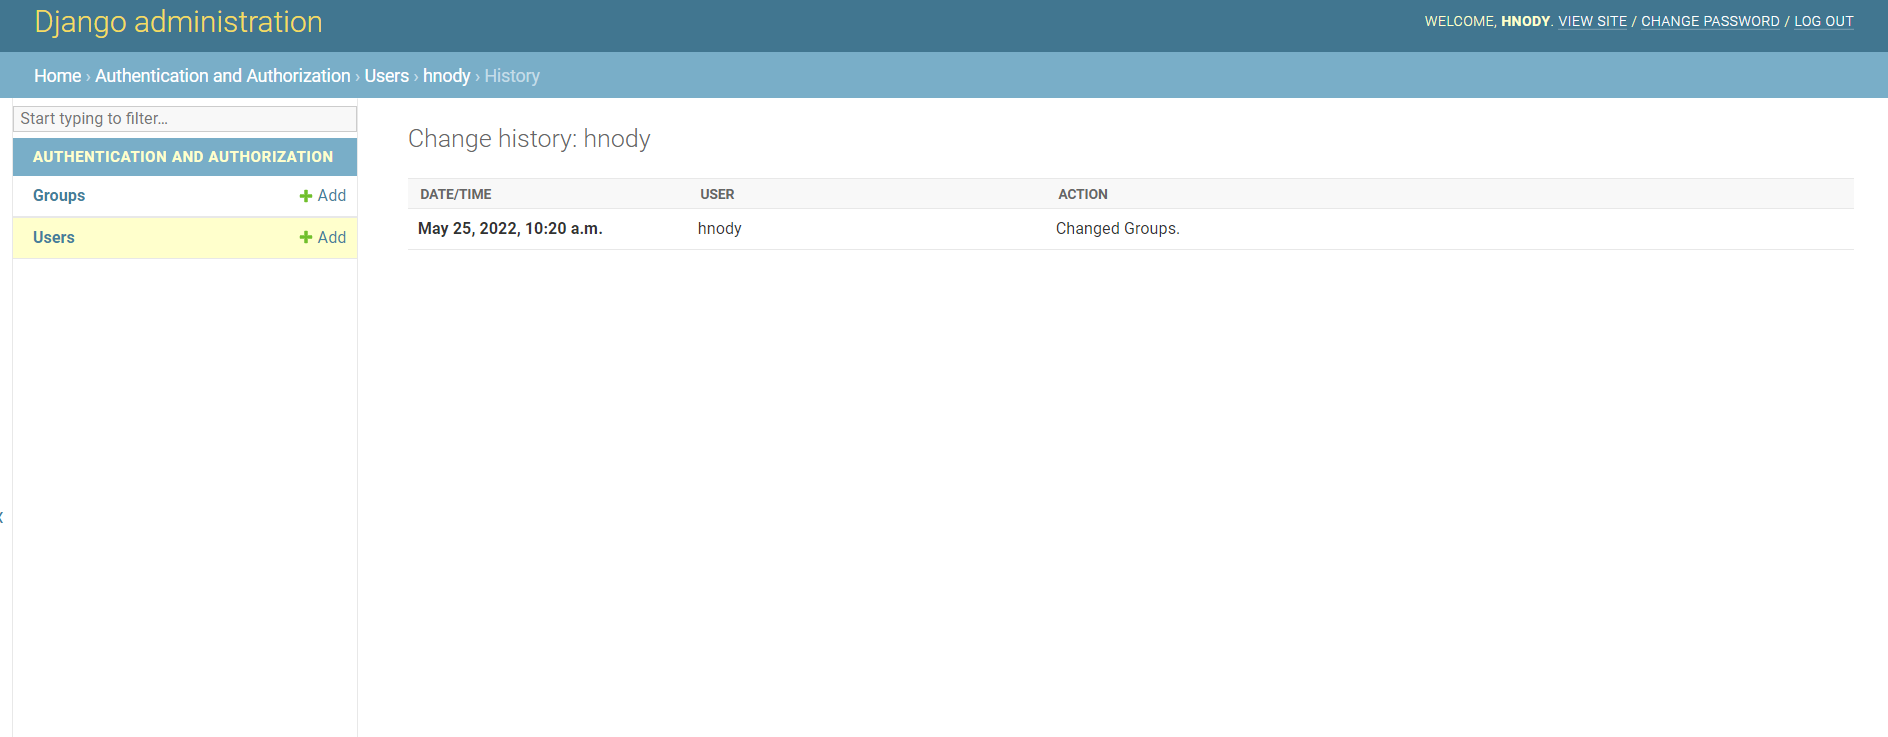 Django administration
WELCOME, HNODY. VIEW SITE / CHANGE PASSWORD / LOG OUT
Home › Authentication and Authorization › Users › hnody › History
Start typing to filter...
AUTHENTICATION AND AUTHORIZATION
Groups + Add
Users + Add
Change history: hnody
DATE/TIME USER ACTION
May 25, 2022, 10:20 a.m. hnody Changed Groups.